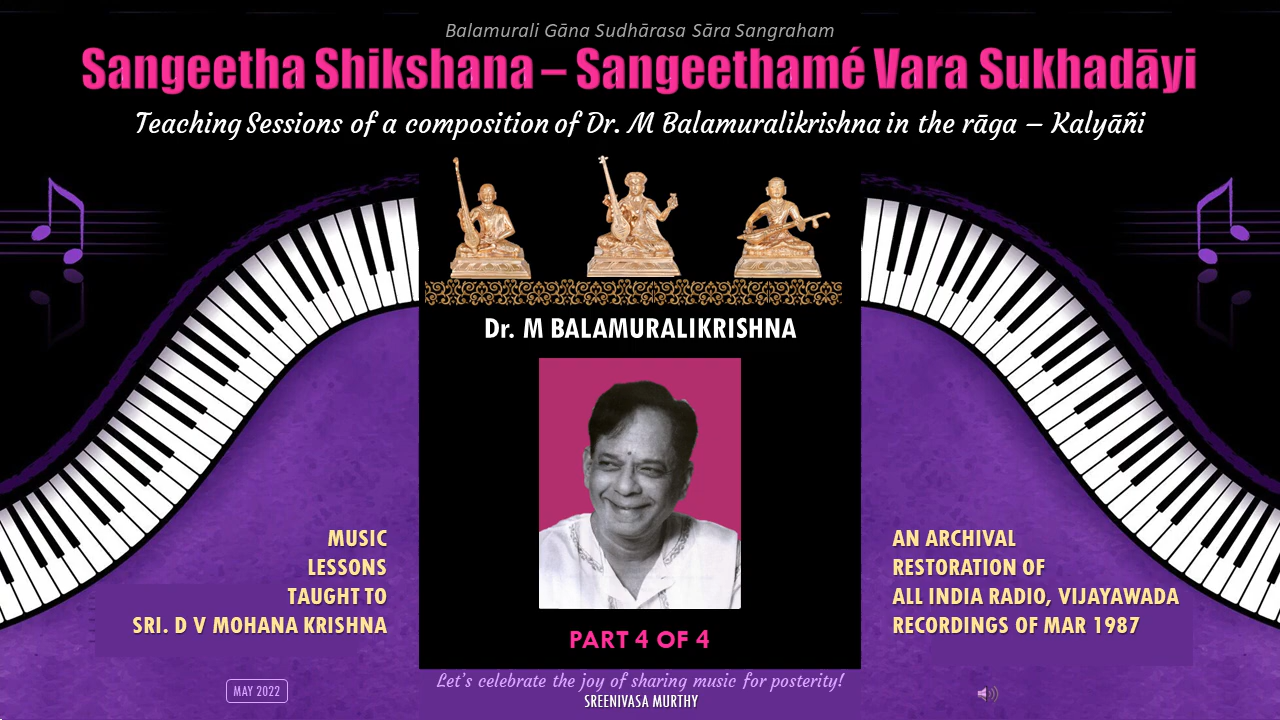 Balamurali Gāna Sudhārasa Sāra Sangraham
Sangeetha Shikshana – Sangeethamé Vara Sukhadāyi
Teaching Sessions of a composition of Dr. M Balamuralikrishna in the rāga – Kalyāñi
Dr. M BALAMURALIKRISHNA
MUSIC
LESSONS
TAUGHT TO
SRI. D V MOHANA KRISHNA
AN ARCHIVAL
RESTORATION OF
ALL INDIA RADIO, VIJAYAWADA
RECORDINGS OF MAR 1987
PART 4 OF 4
Let's celebrate the joy of sharing music for posterity!
SREENIVASA MURTHY
MAY 2022